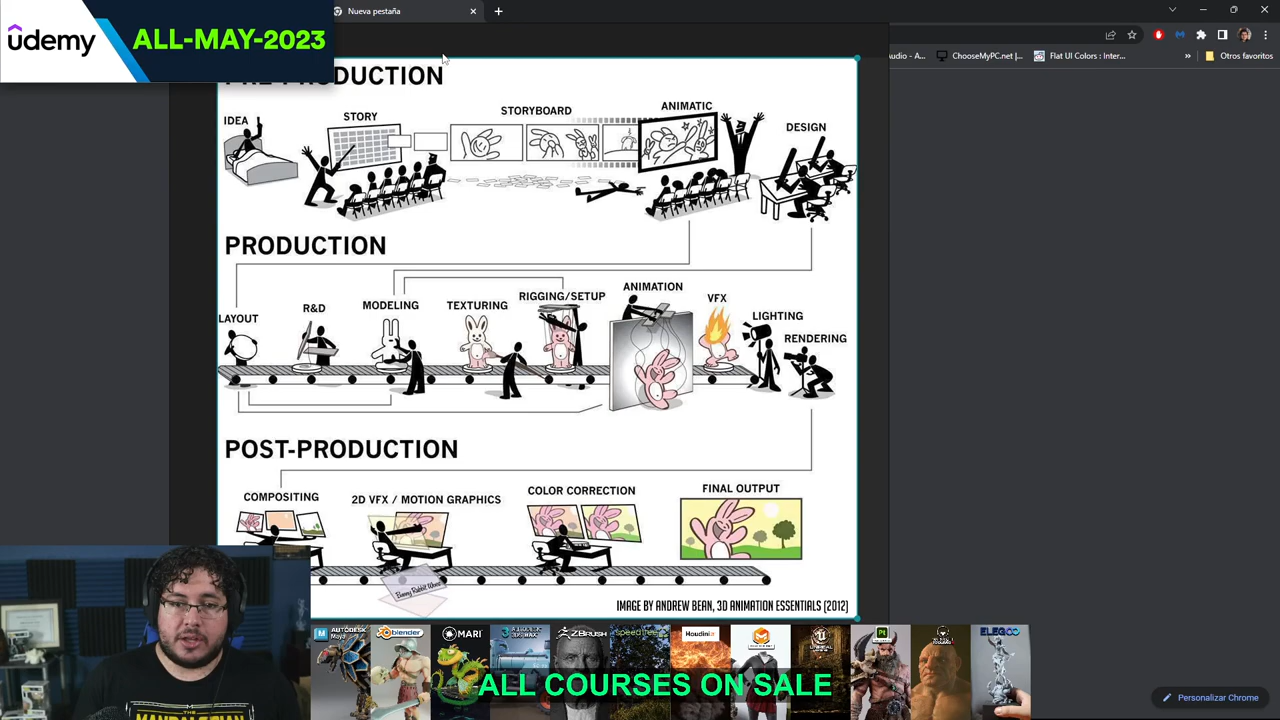 Nueva pestaña
udemy
ALL-MAY-2023
ChooseMyPC.net |...
Flat UI Colors : Inter...
Otros favoritos
PRODUCTION
IDEA
STORY
STORYBOARD
ANIMATIC
DESIGN
PRODUCTION
LAYOUT
R&D
MODELING
TEXTURING
RIGGING/SETUP
ANIMATION
VFX
LIGHTING
RENDERING
POST-PRODUCTION
COMPOSITING
2D VFX / MOTION GRAPHICS
COLOR CORRECTION
FINAL OUTPUT
IMAGE BY ANDREW BEAN, 3D ANIMATION ESSENTIALS (2012)
AUTODESK
blender
MARI
ZBRUSH
Houdini
ELEGOO
ALL COURSES ON SALE
THE
MANDALORIAN
Personalizar Chrome